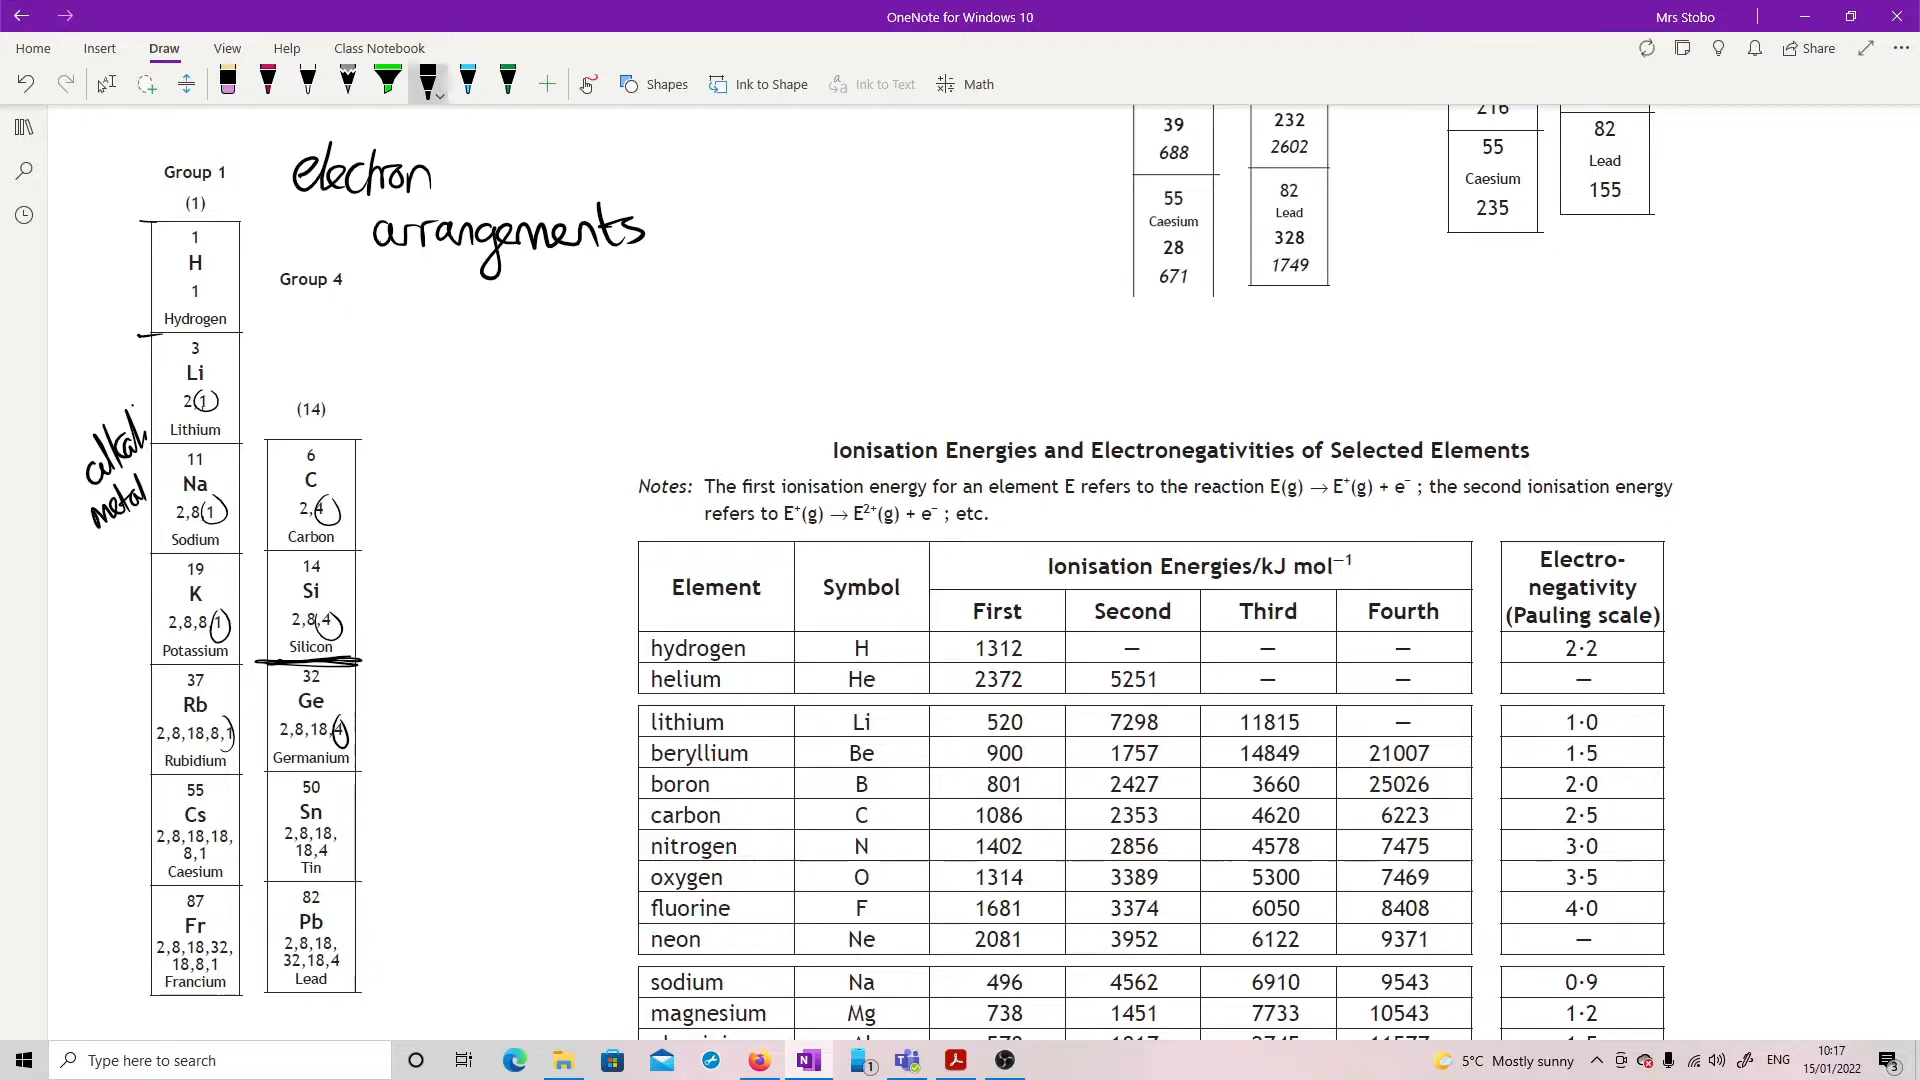 OneNote for Windows 10
Mrs Stobo
Home Insert Draw View Help Class Notebook
Share
Shapes Ink to Shape Ink to Text Math
electron
arrangements
Group 1
(1)
1
H
1
Hydrogen
3
Li
2,1
Lithium
11
Na
2,8,1
Sodium
19
K
2,8,8,1
Potassium
37
Rb
2,8,18,8,1
Rubidium
55
Cs
2,8,18,18,
8,1
Caesium
87
Fr
2,8,18,32,
18,8,1
Francium
alkali
metal
Group 4
(14)
6
C
2,4
Carbon
14
Si
2,8,4
Silicon
32
Ge
2,8,18,4
Germanium
50
Sn
2,8,18,
18,4
Tin
82
Pb
2,8,18,
32,18,4
Lead
39
688
55
Caesium
28
671
232
2602
82
Lead
328
1749
216
55
Caesium
235
82
Lead
155
Ionisation Energies and Electronegativities of Selected Elements
Notes: The first ionisation energy for an element E refers to the reaction E(g) → E⁺(g) + e⁻ ; the second ionisation energy
refers to E⁺(g) → E²⁺(g) + e⁻ ; etc.
Element Symbol Ionisation Energies/kJ mol⁻¹
First Second Third Fourth
Electro-
negativity
(Pauling scale)
hydrogen H 1312 — — — 2·2
helium He 2372 5251 — — —
lithium Li 520 7298 11815 — 1·0
beryllium Be 900 1757 14849 21007 1·5
boron B 801 2427 3660 25026 2·0
carbon C 1086 2353 4620 6223 2·5
nitrogen N 1402 2856 4578 7475 3·0
oxygen O 1314 3389 5300 7469 3·5
fluorine F 1681 3374 6050 8408 4·0
neon Ne 2081 3952 6122 9371 —
sodium Na 496 4562 6910 9543 0·9
magnesium Mg 738 1451 7733 10543 1·2
Type here to search
5°C Mostly sunny
ENG
10:17
15/01/2022